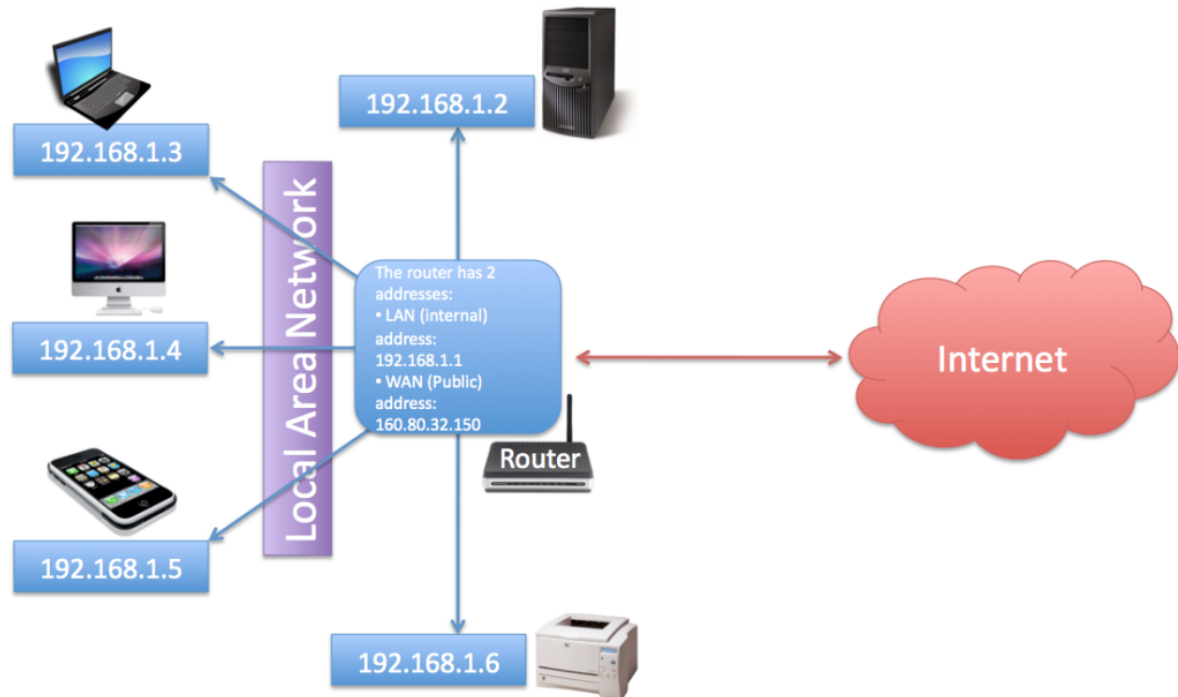 192.168.1.2
192.168.1.3
Local Area Network
The router has 2
addresses:
• LAN (internal)
address:
192.168.1.1
• WAN (Public)
address:
160.80.32.150
192.168.1.4
Internet
Router
192.168.1.5
192.168.1.6